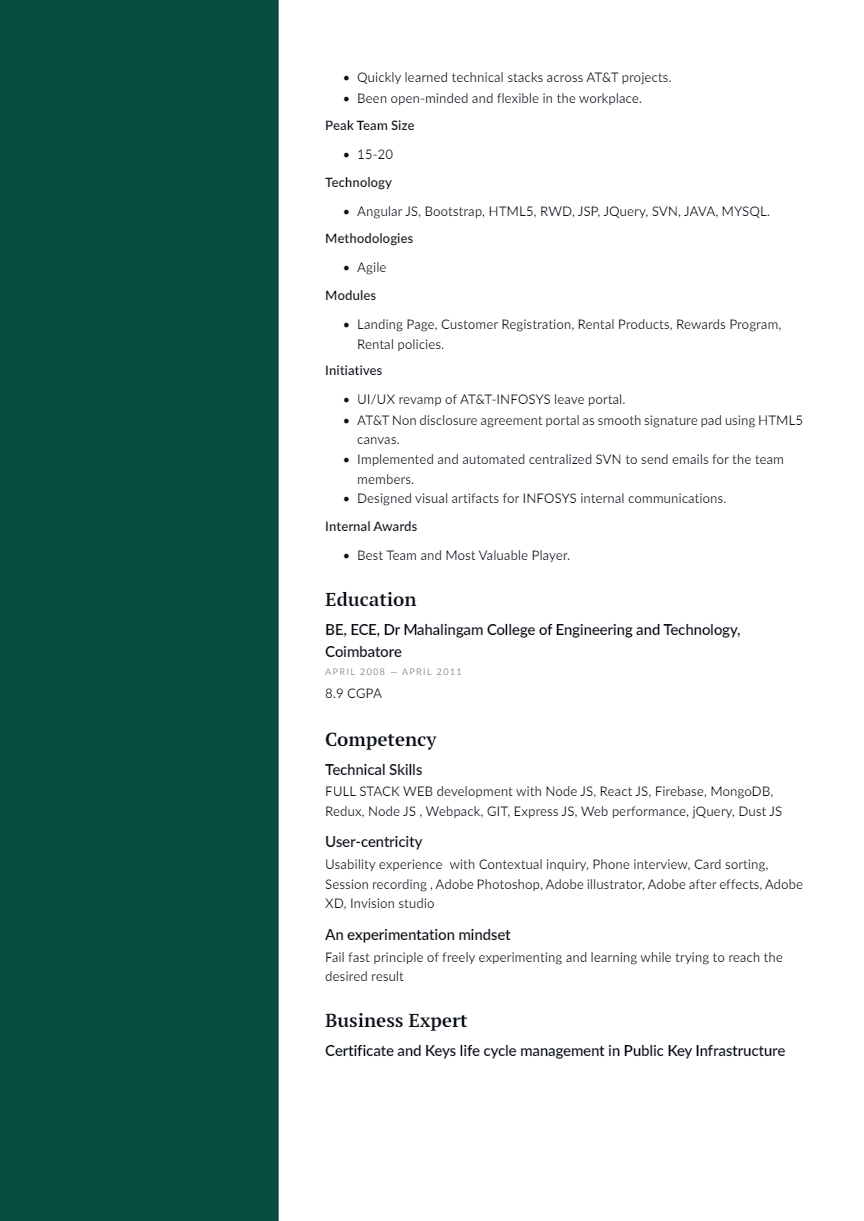 • Quickly learned technical stacks across AT&T projects.
• Been open-minded and flexible in the workplace.
Peak Team Size
• 15-20
Technology
• Angular JS, Bootstrap, HTML5, RWD, JSP, JQuery, SVN, JAVA, MYSQL.
Methodologies
• Agile
Modules
• Landing Page, Customer Registration, Rental Products, Rewards Program,
Rental policies.
Initiatives
• UI/UX revamp of AT&T-INFOSYS leave portal.
• AT&T Non disclosure agreement portal as smooth signature pad using HTML5
canvas.
• Implemented and automated centralized SVN to send emails for the team
members.
• Designed visual artifacts for INFOSYS internal communications.
Internal Awards
• Best Team and Most Valuable Player.
Education
BE, ECE, Dr Mahalingam College of Engineering and Technology,
Coimbatore
APRIL 2008 — APRIL 2011
8.9 CGPA
Competency
Technical Skills
FULL STACK WEB development with Node JS, React JS, Firebase, MongoDB,
Redux, Node JS , Webpack, GIT, Express JS, Web performance, jQuery, Dust JS
User-centricity
Usability experience  with Contextual inquiry, Phone interview, Card sorting,
Session recording , Adobe Photoshop, Adobe illustrator, Adobe after effects, Adobe
XD, Invision studio
An experimentation mindset
Fail fast principle of freely experimenting and learning while trying to reach the
desired result
Business Expert
Certificate and Keys life cycle management in Public Key Infrastructure